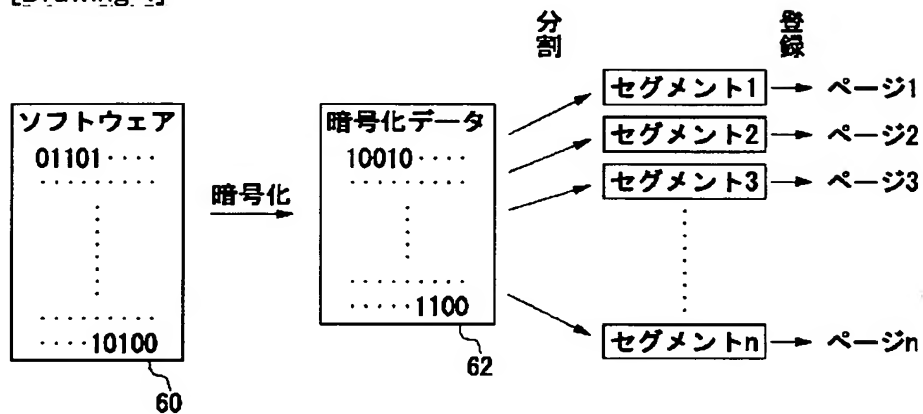 分割
登録
ソフトウェア
01101‥‥
‥‥10100
60
暗号化
暗号化データ
10010‥‥
‥‥‥1100
62
セグメント1
ページ1
セグメント2
ページ2
セグメント3
ページ3
セグメントn
ページn